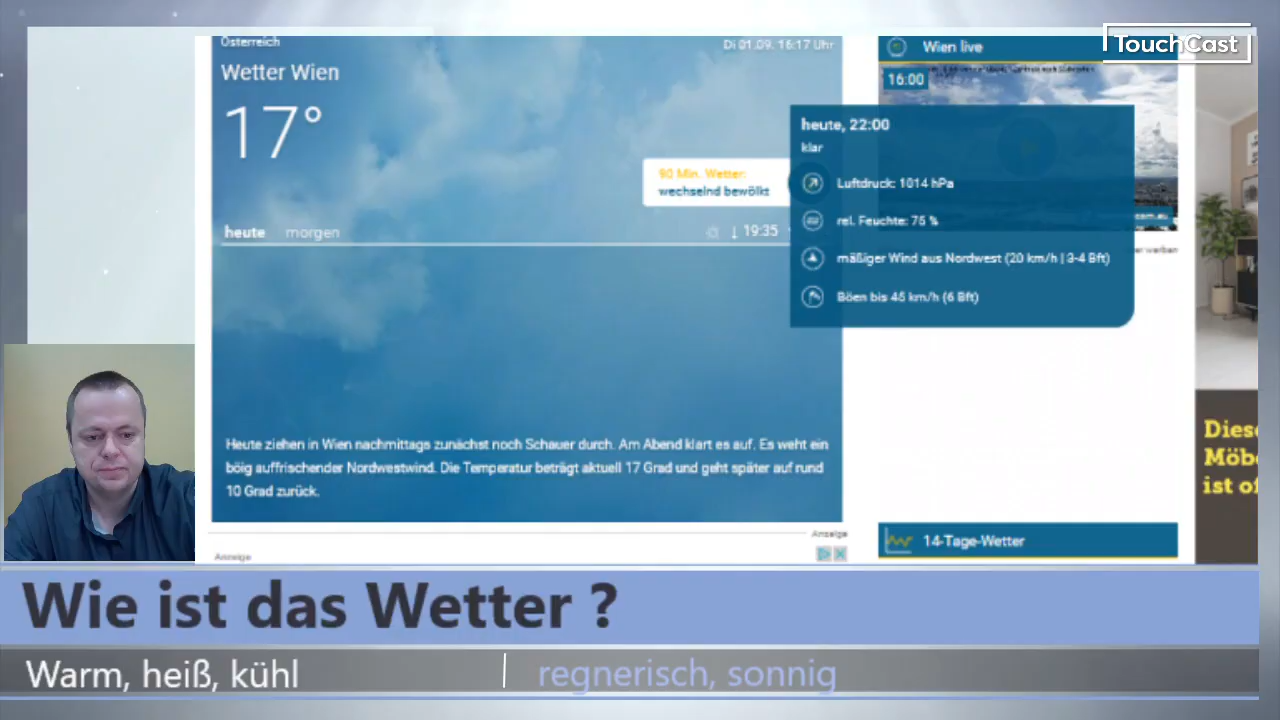 TouchCast
Österreich
Di 01.09. 16:17 Uhr
Wetter Wien
17°
90 Min. Wetter:
wechselnd bewölkt
heute morgen
↓ 19:35
Heute ziehen in Wien nachmittags zunächst noch Schauer durch. Am Abend klart es auf. Es weht ein
böig auffrischender Nordwestwind. Die Temperatur beträgt aktuell 17 Grad und geht später auf rund
10 Grad zurück.
Anzeige
Anzeige
Wien live
16:00
heute, 22:00
klar
Luftdruck: 1014 hPa
rel. Feuchte: 75 %
mäßiger Wind aus Nordwest (20 km/h | 3-4 Bft)
Böen bis 45 km/h (6 Bft)
werben
14-Tage-Wetter
Diese
Möbe
ist of
Wie ist das Wetter ?
Warm, heiß, kühl
regnerisch, sonnig